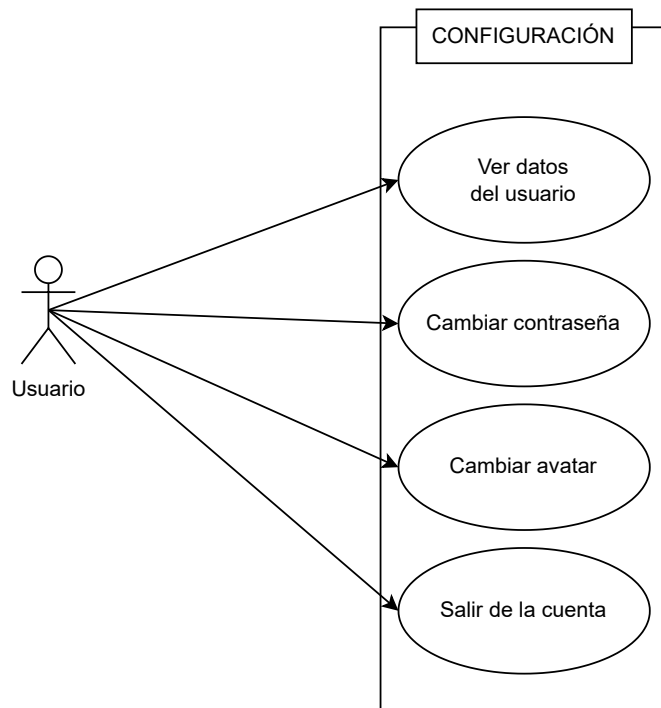 CONFIGURACIÓN
Ver datos
del usuario
Cambiar contraseña
Usuario
Cambiar avatar
Salir de la cuenta